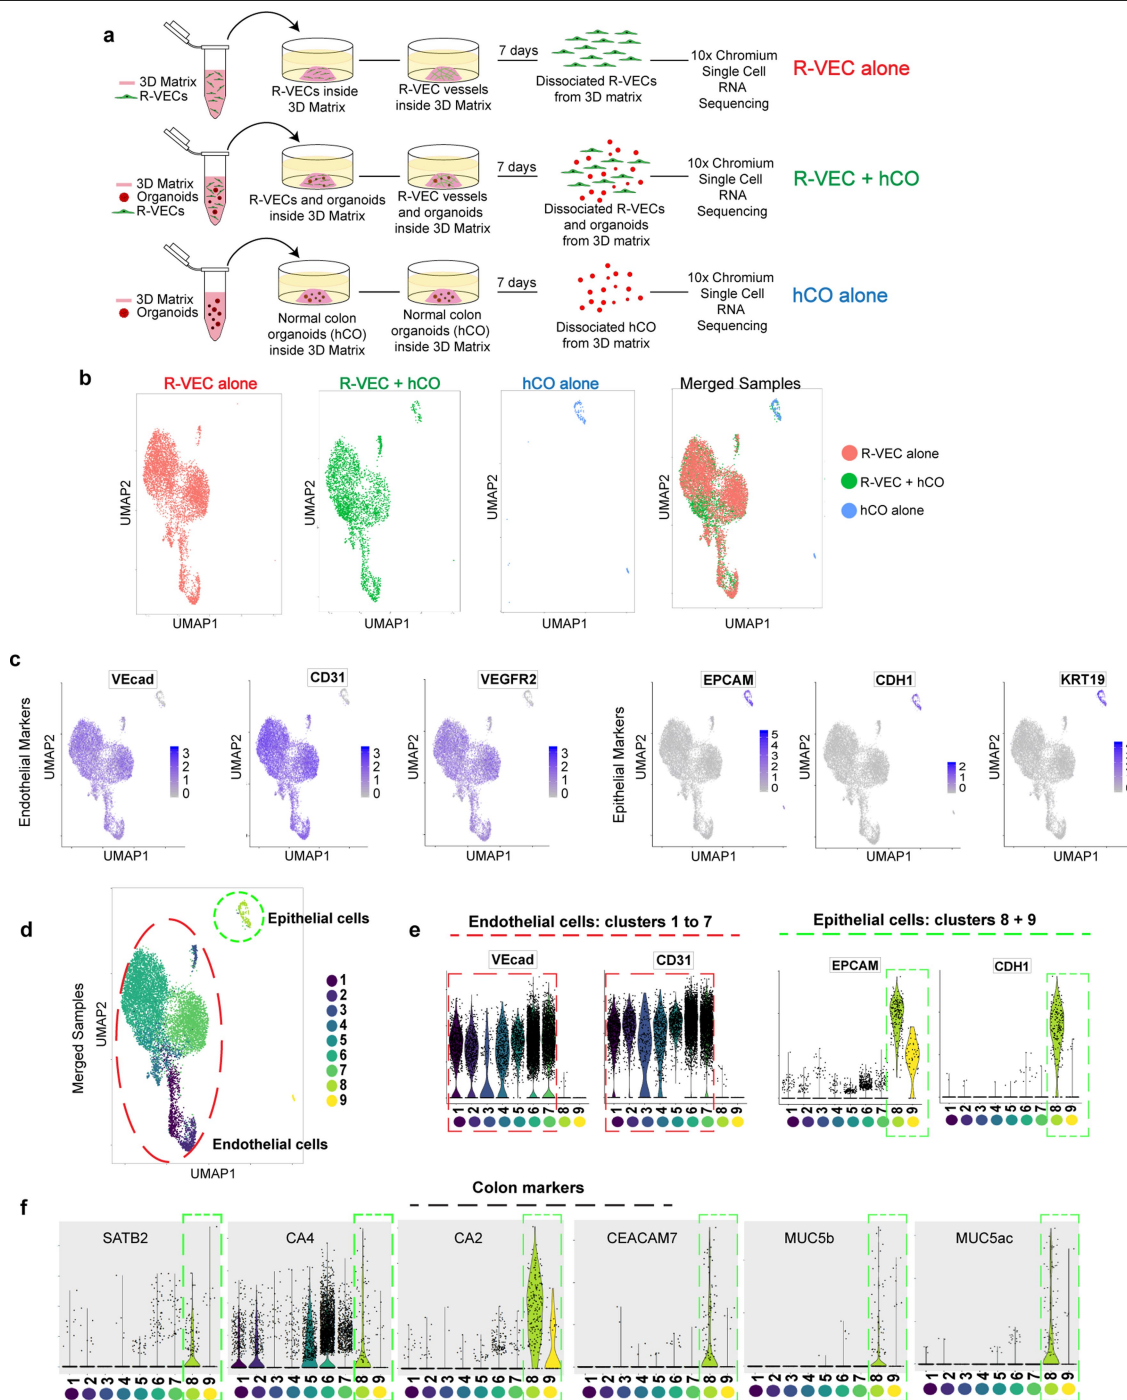 a
3D Matrix
R-VECs
R-VECs inside
3D Matrix
R-VEC vessels
inside 3D Matrix
7 days
Dissociated R-VECs
from 3D matrix
10x Chromium
Single Cell
RNA
Sequencing
R-VEC alone
3D Matrix
Organoids
R-VECs
R-VECs and organoids
inside 3D Matrix
R-VEC vessels
and organoids
inside 3D Matrix
7 days
Dissociated R-VECs
and organoids
from 3D matrix
10x Chromium
Single Cell
RNA
Sequencing
R-VEC + hCO
3D Matrix
Organoids
Normal colon
organoids (hCO)
inside 3D Matrix
Normal colon
organoids (hCO)
inside 3D Matrix
7 days
Dissociated hCO
from 3D matrix
10x Chromium
Single Cell
RNA
Sequencing
hCO alone
b
R-VEC alone
R-VEC + hCO
hCO alone
Merged Samples
UMAP2
UMAP2
UMAP2
UMAP2
UMAP1
UMAP1
UMAP1
UMAP1
R-VEC alone
R-VEC + hCO
hCO alone
c
Endothelial Markers
VEcad
UMAP2
3
2
1
0
UMAP1
CD31
UMAP2
3
2
1
0
UMAP1
VEGFR2
UMAP2
3
2
1
0
UMAP1
Epithelial Markers
EPCAM
UMAP2
5
4
3
2
1
0
UMAP1
CDH1
UMAP2
2
1
0
UMAP1
KRT19
UMAP2
UMAP1
d
Merged Samples
UMAP2
Epithelial cells
Endothelial cells
UMAP1
1
2
3
4
5
6
7
8
9
e
Endothelial cells: clusters 1 to 7
VEcad
1 2 3 4 5 6 7 8 9
CD31
1 2 3 4 5 6 7 8 9
Epithelial cells: clusters 8 + 9
EPCAM
1 2 3 4 5 6 7 8 9
CDH1
1 2 3 4 5 6 7 8 9
f
Colon markers
SATB2
1 2 3 4 5 6 7 8 9
CA4
1 2 3 4 5 6 7 8 9
CA2
1 2 3 4 5 6 7 8 9
CEACAM7
1 2 3 4 5 6 7 8 9
MUC5b
1 2 3 4 5 6 7 8 9
MUC5ac
1 2 3 4 5 6 7 8 9